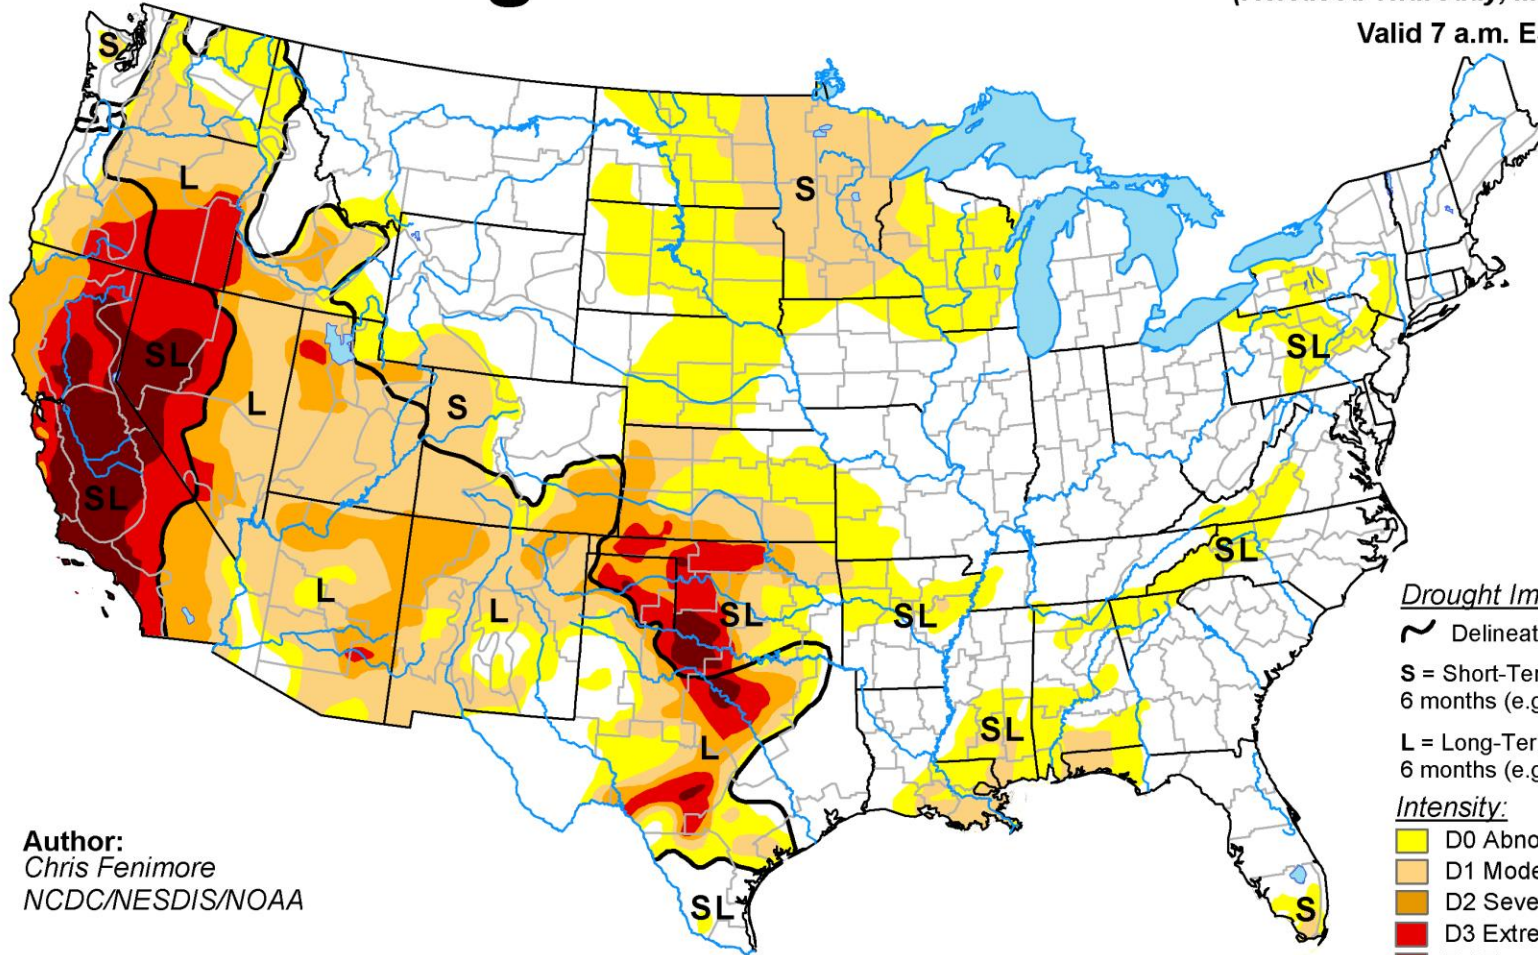 Valid 7 a.m. E
S
L
S
SL
L
S
SL
SL
L
L
SL
SL
SL
SL
L
SL
S
Drought Im
Delineat
S = Short-Ter
6 months (e.g
L = Long-Ter
6 months (e.g
Intensity:
D0 Abno
D1 Mode
D2 Seve
D3 Extre
Author:
Chris Fenimore
NCDC/NESDIS/NOAA